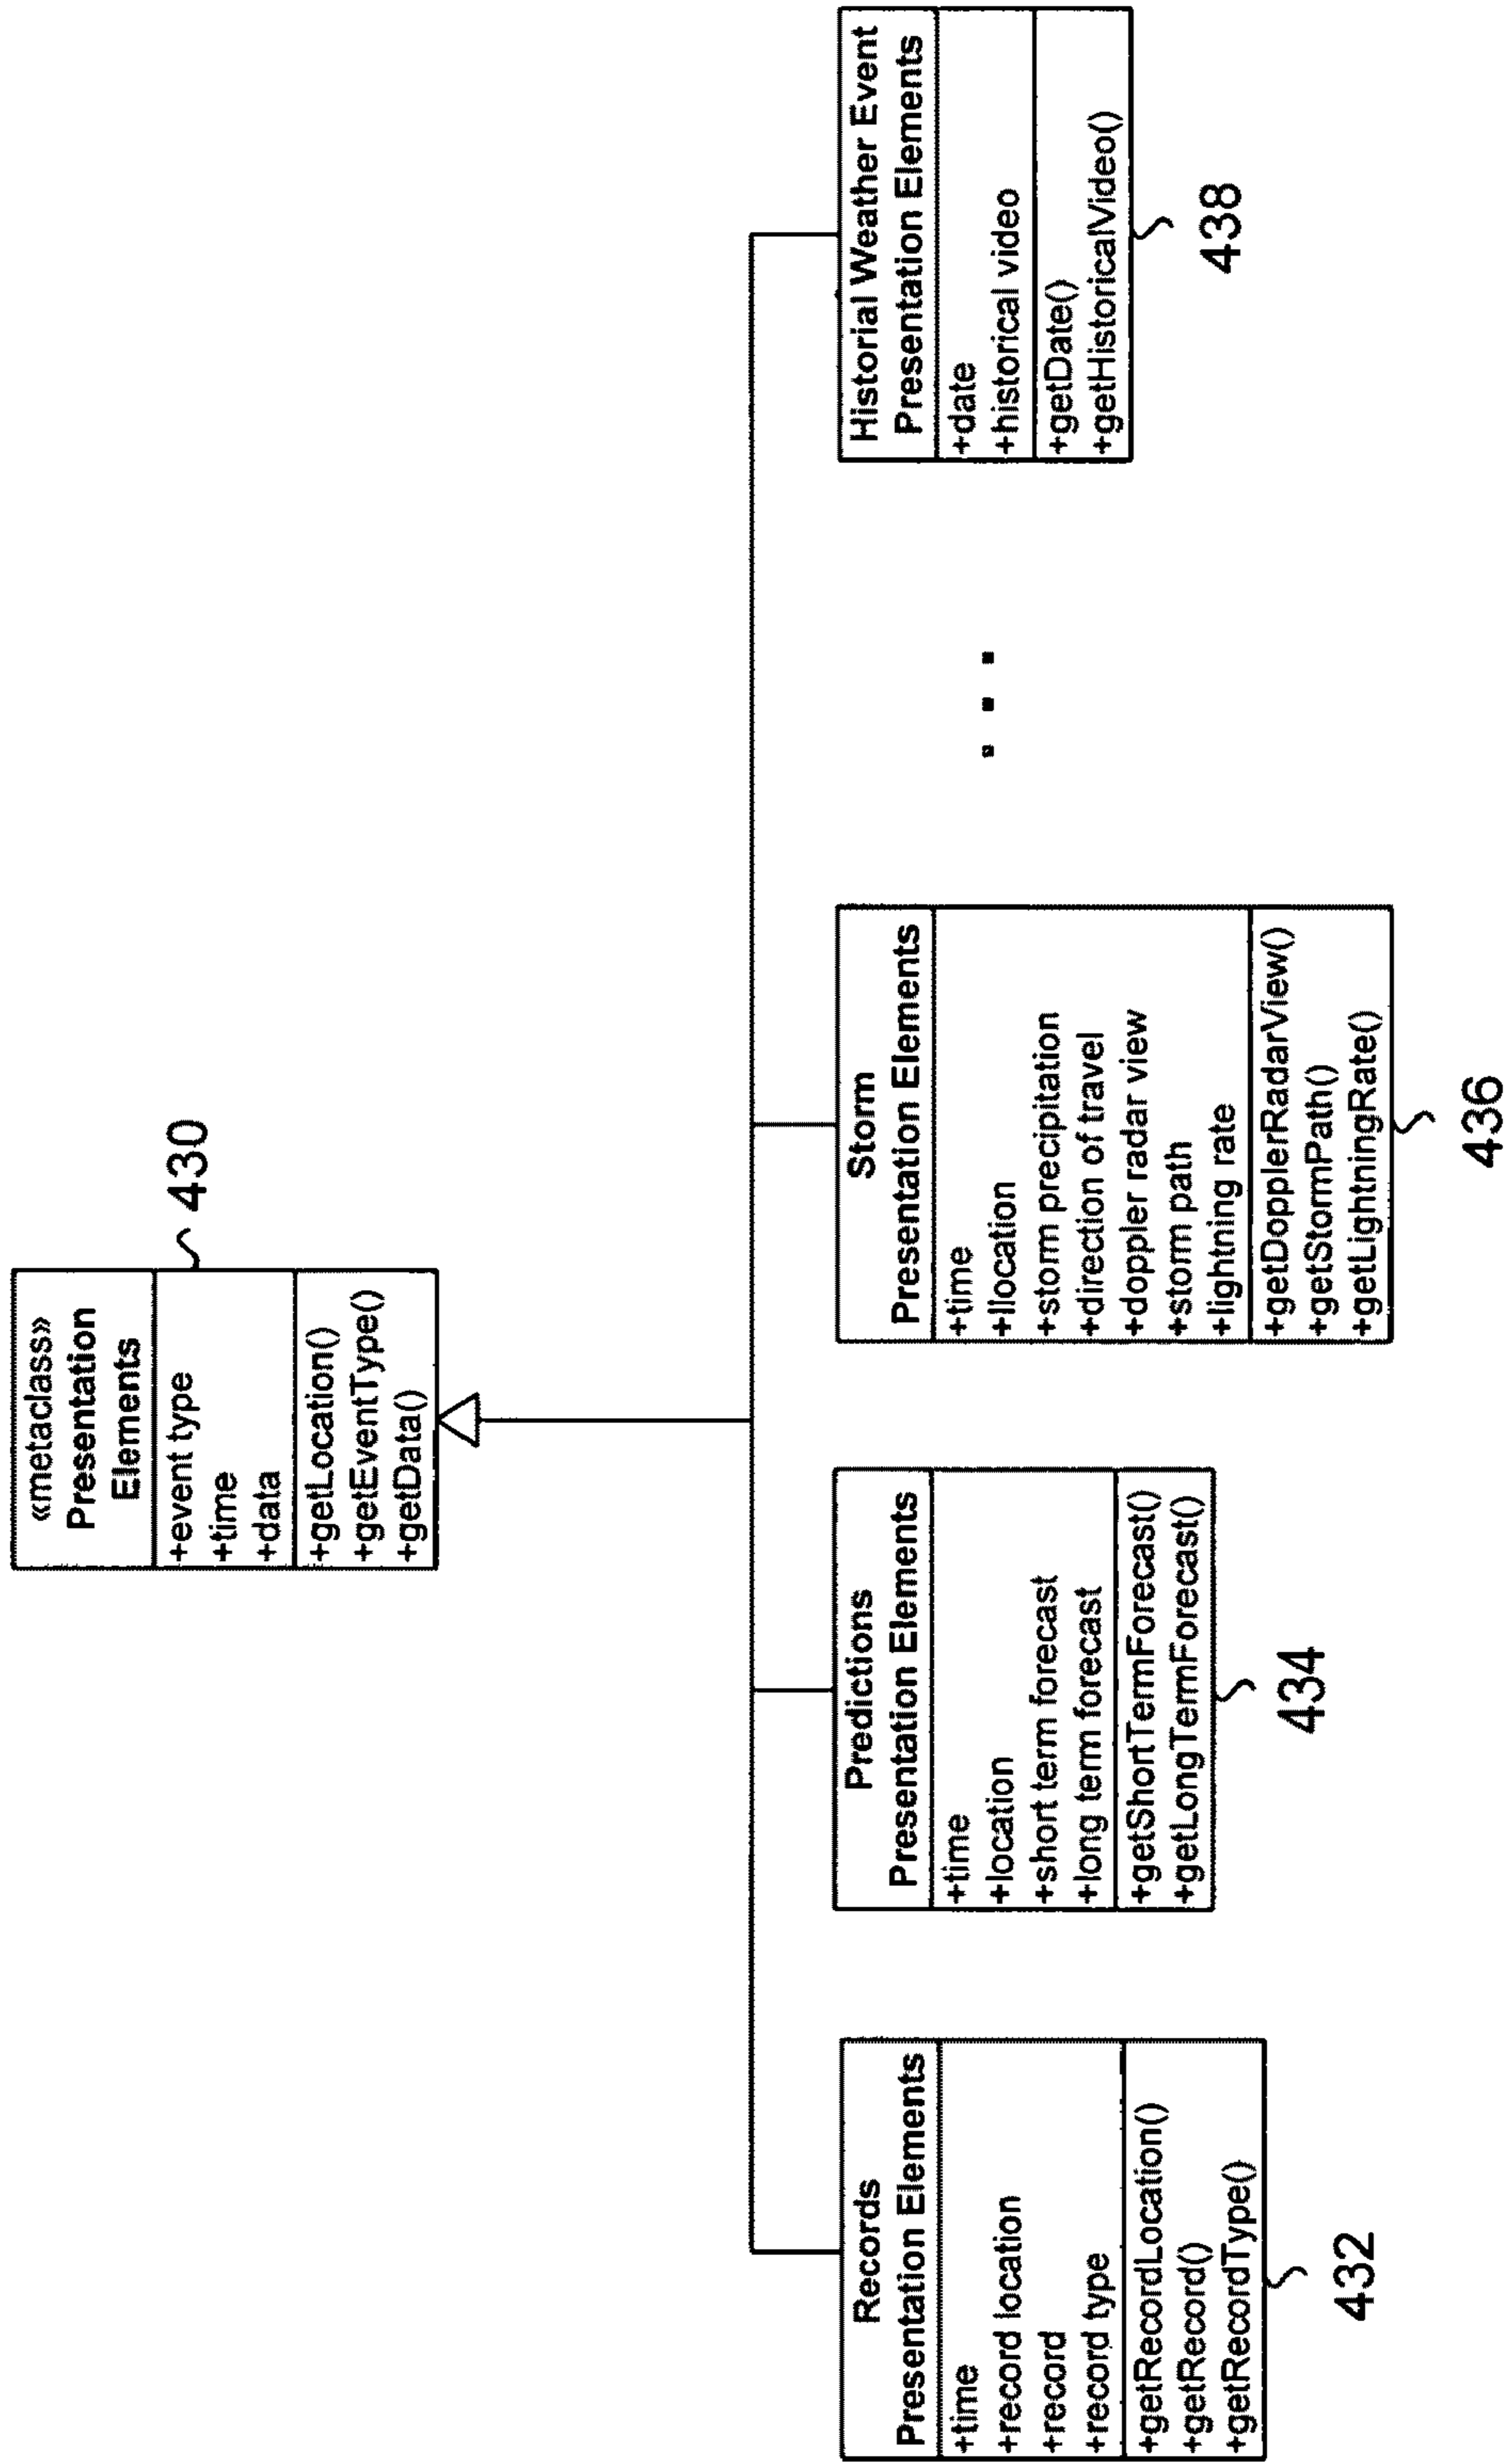 «metaclass»
Presentation
Elements
+event type
+time
+data
+getLocation()
+getEventType()
+getData()
430
Records
Presentation Elements
+time
+record location
+record
+record type
+getRecordLocation()
+getRecord()
+getRecordType()
432
Predictions
Presentation Elements
+time
+location
+short term forecast
+long term forecast
+getShortTermForecast()
+getLongTermForecast()
434
Storm
Presentation Elements
+time
+llocation
+storm precipitation
+direction of travel
+doppler radar view
+storm path
+lightning rate
+getDopplerRadarView()
+getStormPath()
+getLightningRate()
436
. . .
Historial Weather Event
Presentation Elements
+date
+historical video
+getDate()
+getHistoricalVideo()
438